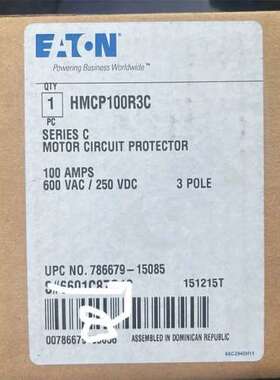 EATON
Powering Business Worldwide™
QTY
1 HMCP100R3C
PC
SERIES C
MOTOR CIRCUIT PROTECTOR
100 AMPS
600 VAC / 250 VDC 3 POLE
UPC NO. 786679-15085
151215T
ASSEMBLED IN DOMINICAN REPUBLIC